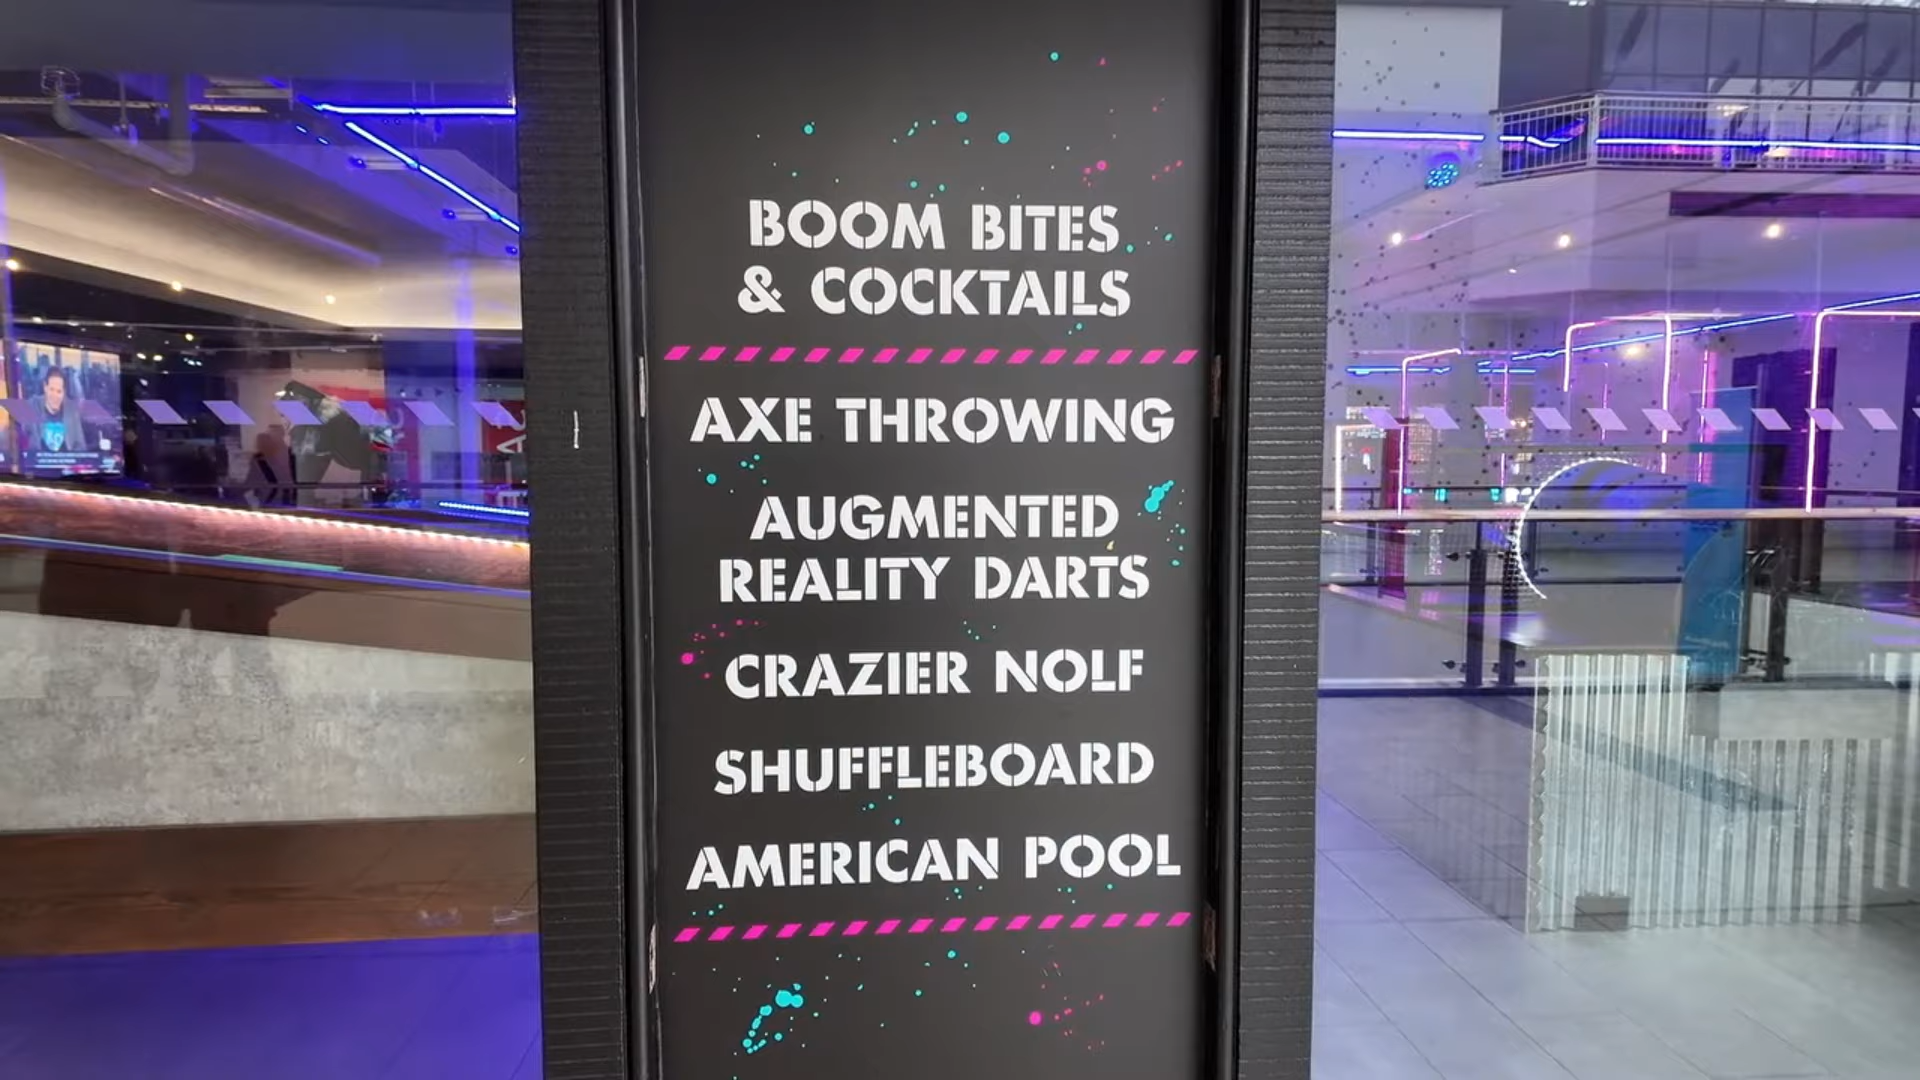 BOOM BITES
& COCKTAILS
AXE THROWING
AUGMENTED
REALITY DARTS
CRAZIER NOLF
SHUFFLEBOARD
AMERICAN POOL